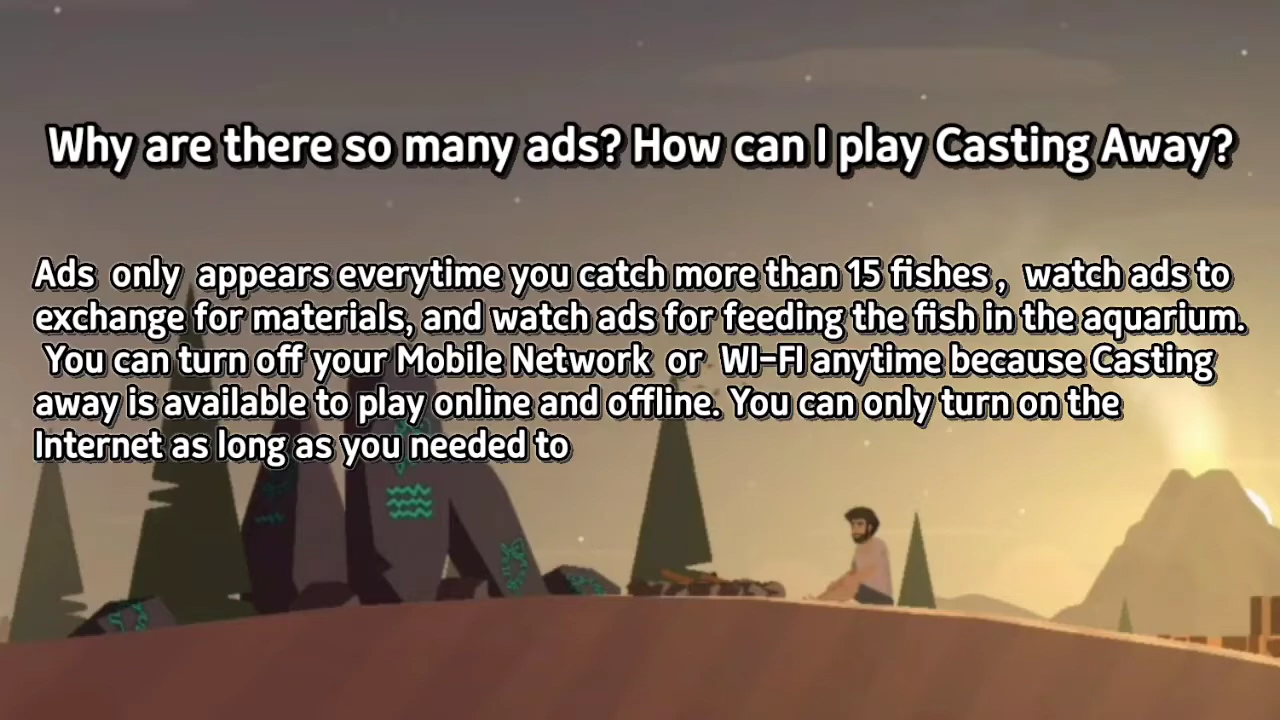 Why are there so many ads? How can I play Casting Away?
Ads only appears everytime you catch more than 15 fishes , watch ads to
exchange for materials, and watch ads for feeding the fish in the aquarium.
You can turn off your Mobile Network or WI-FI anytime because Casting
away is available to play online and offline. You can only turn on the
Internet as long as you needed to